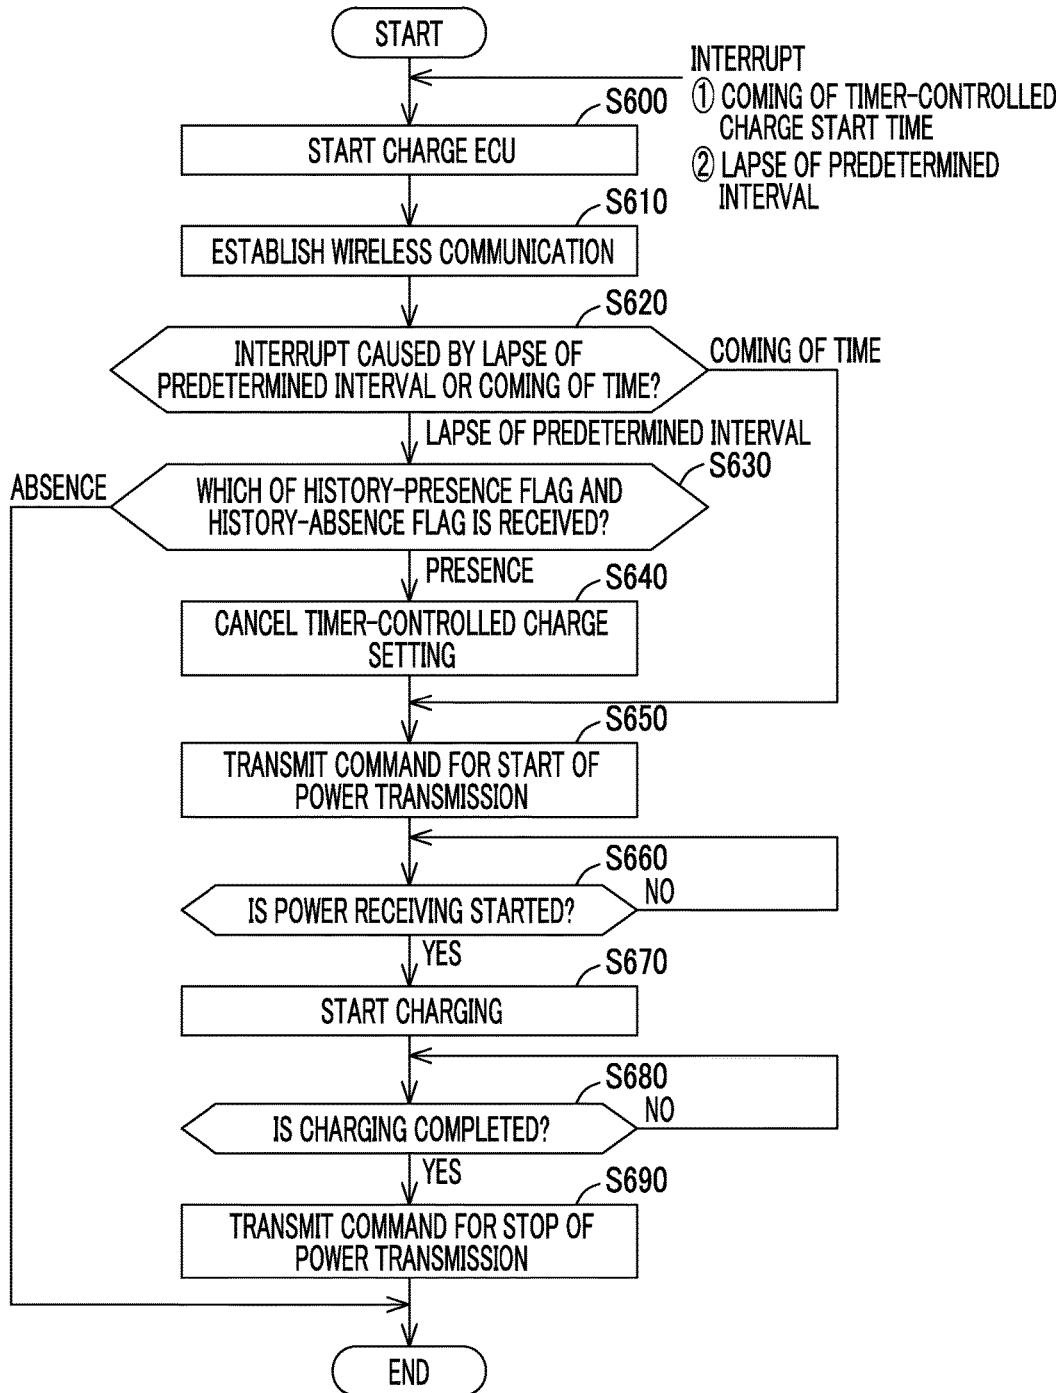 START
INTERRUPT
① COMING OF TIMER-CONTROLLED
CHARGE START TIME
② LAPSE OF PREDETERMINED
INTERVAL
S600
START CHARGE ECU
S610
ESTABLISH WIRELESS COMMUNICATION
S620
INTERRUPT CAUSED BY LAPSE OF
PREDETERMINED INTERVAL OR COMING OF TIME?
COMING OF TIME
LAPSE OF PREDETERMINED INTERVAL
S630
ABSENCE
WHICH OF HISTORY-PRESENCE FLAG AND
HISTORY-ABSENCE FLAG IS RECEIVED?
PRESENCE
S640
CANCEL TIMER-CONTROLLED CHARGE
SETTING
S650
TRANSMIT COMMAND FOR START OF
POWER TRANSMISSION
S660
IS POWER RECEIVING STARTED?
NO
YES
S670
START CHARGING
S680
IS CHARGING COMPLETED?
NO
YES
S690
TRANSMIT COMMAND FOR STOP OF
POWER TRANSMISSION
END